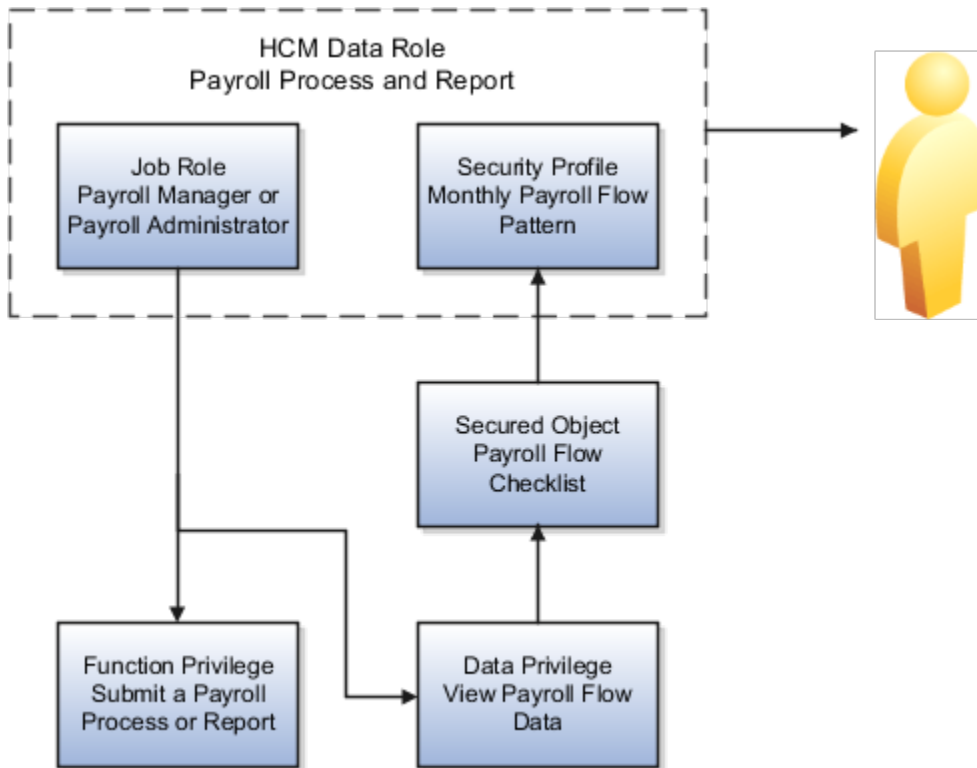 HCM Data Role
Payroll Process and Report
Job Role
Payroll Manager or
Payroll Administrator
Security Profile
Monthly Payroll Flow
Pattern
Secured Object
Payroll Flow
Checklist
Function Privilege
Submit a Payroll
Process or Report
Data Privilege
View Payroll Flow
Data